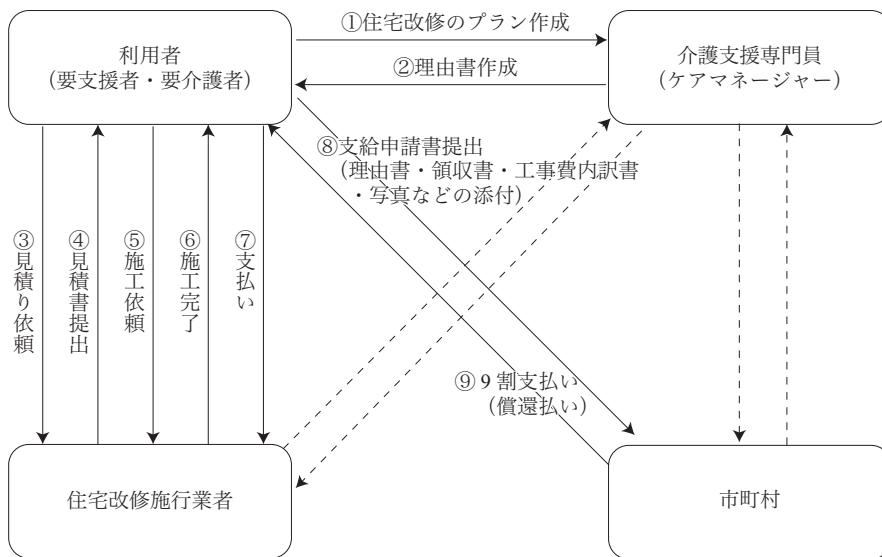 ①住宅改修のプラン作成
利用者
(要支援者・要介護者)
介護支援専門員
(ケアマネージャー)
②理由書作成
⑧支給申請書提出
(理由書・領収書・工事費内訳書
・写真などの添付)
③見積り依頼
④見積書提出
⑤施工依頼
⑥施工完了
⑦支払い
⑨9割支払い
(償還払い)
住宅改修施行業者
市町村